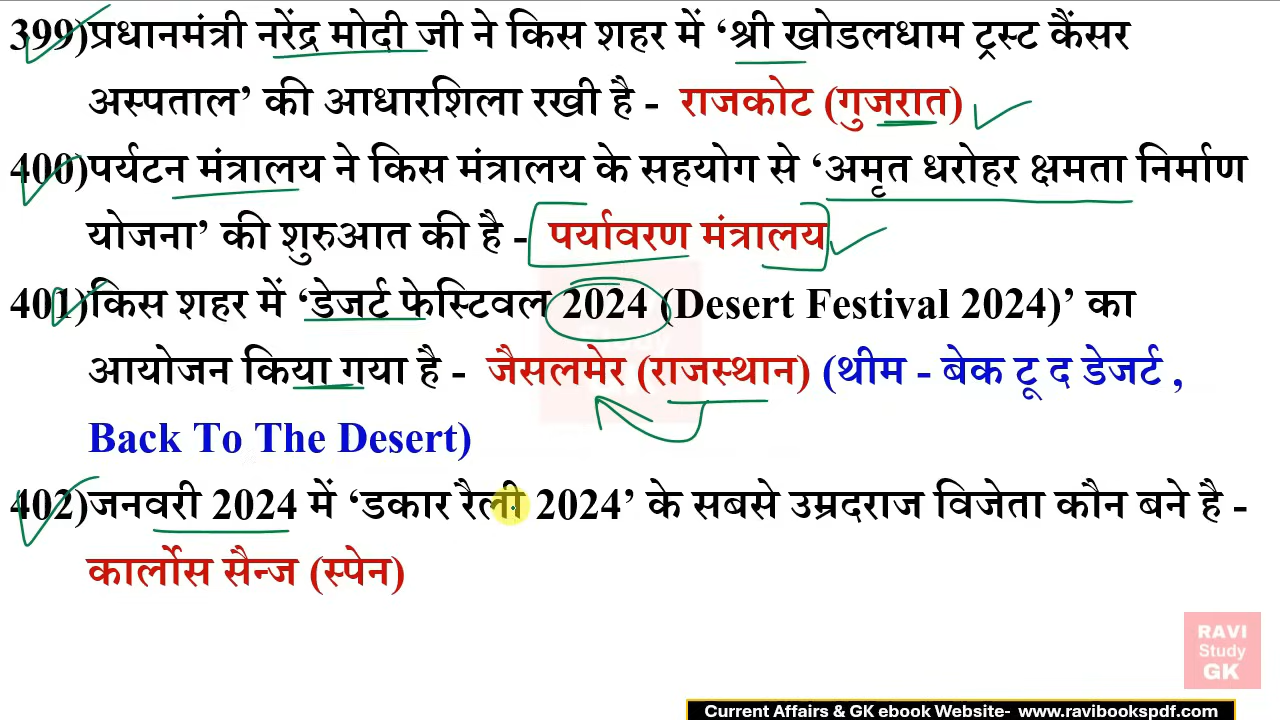 399)प्रधानमंत्री नरेंद्र मोदी जी ने किस शहर में ‘श्री खोडलधाम ट्रस्ट कैंसर
अस्पताल’ की आधारशिला रखी है - राजकोट (गुजरात)
400)पर्यटन मंत्रालय ने किस मंत्रालय के सहयोग से ‘अमृत धरोहर क्षमता निर्माण
योजना’ की शुरुआत की है - पर्यावरण मंत्रालय
401)किस शहर में ‘डेजर्ट फेस्टिवल 2024 (Desert Festival 2024)’ का
आयोजन किया गया है - जैसलमेर (राजस्थान) (थीम - बेक टू द डेजर्ट ,
Back To The Desert)
402)जनवरी 2024 में ‘डकार रैली 2024’ के सबसे उम्रदराज विजेता कौन बने है -
कार्लोस सैन्ज (स्पेन)
RAVI
Study
GK
Current Affairs & GK ebook Website- www.ravibookspdf.com